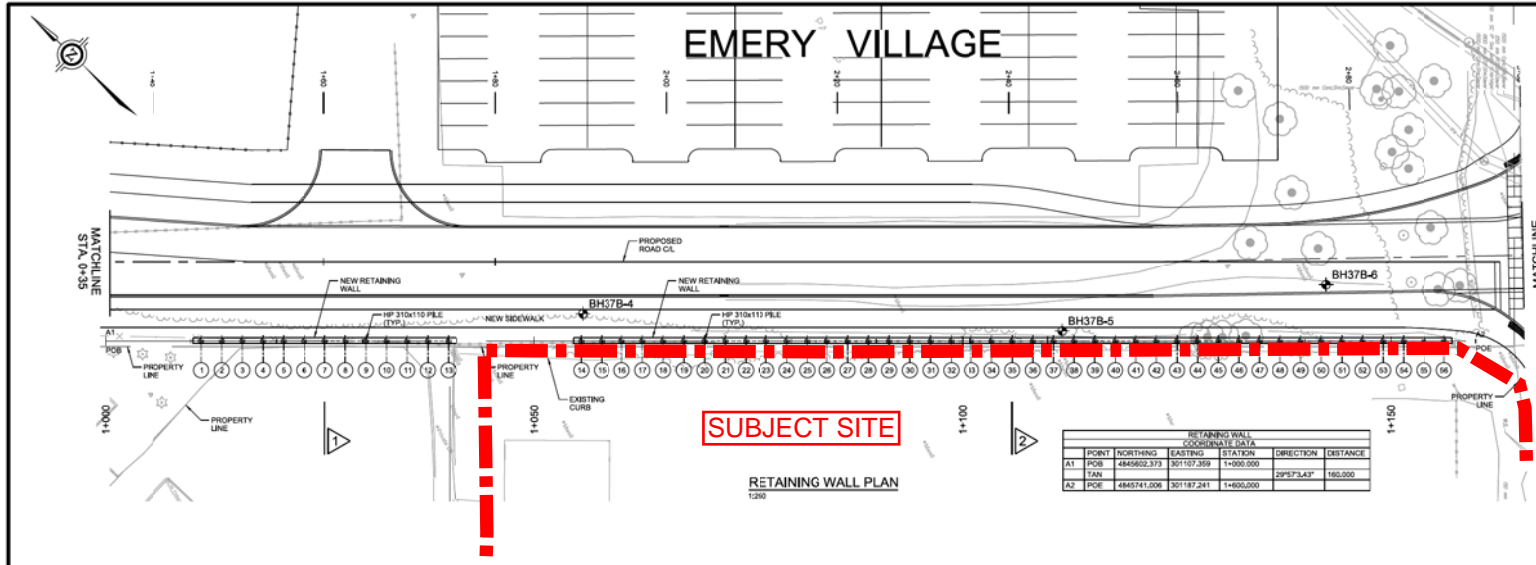 EMERY VILLAGE
1+40
1+60
1+80
2+00
2+20
2+40
2+60
2+80
MATCHLINE
STA. 0+35
PROPOSED
ROAD C/L
MATCHLINE
NEW RETAINING
WALL
NEW RETAINING
WALL
BH37B-6
BH37B-4
HP 310x110 PILE
(TYP.)
NEW SIDEWALK
HP 310x110 PILE
(TYP.)
BH37B-5
A1
POB
A2
POE
PROPERTY
LINE
PROPERTY
LINE
1 2 3 4 5 6 7 8 9 10 11 12 13
14 15 16 17 18 19 20 21 22 23 24 25 26 27 28 29 30 31 32 I3 34 35 36 37 38 39 40 41 42 43 44 45 46 47 48 49 50 51 52 53 54 55 56
EXISTING
CURB
PROPERTY
LINE
PROPERTY
LINE
1+000
1
1+050
SUBJECT SITE
1+100
2
1+150
RETAINING WALL PLAN
1:250
RETAINING WALL
COORDINATE DATA
POINT NORTHING EASTING STATION DIRECTION DISTANCE
A1 POB 4845602,373 301107,359 1+000.000
TAN 29°57'3.43" 160.000
A2 POE 4845741,006 301187,241 1+600,000